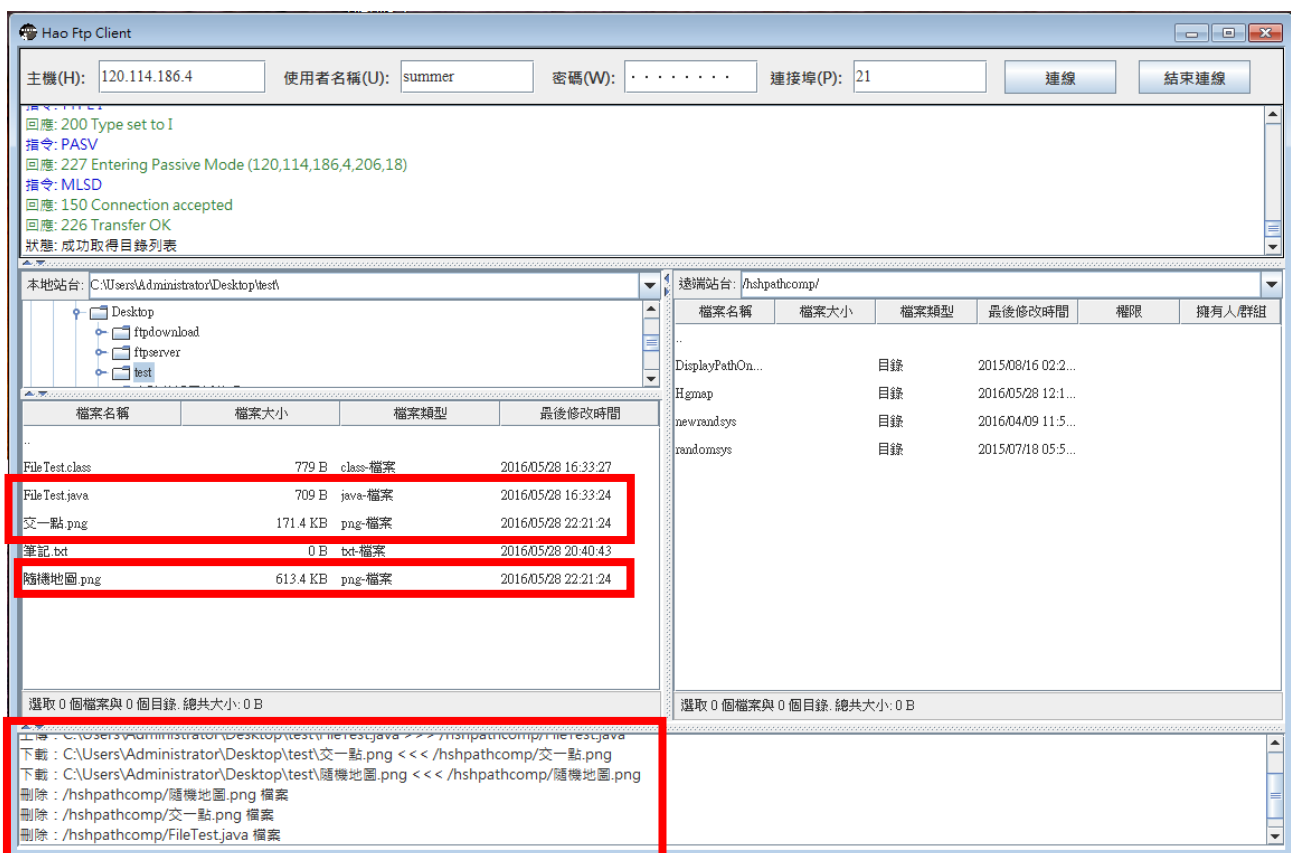 Hao Ftp Client
主機(H): 120.114.186.4 使用者名稱(U): summer 密碼(W): ········ 連接埠(P): 21 連線 結束連線
回應: 200 Type set to I
指令: PASV
回應: 227 Entering Passive Mode (120,114,186,4,206,18)
指令: MLSD
回應: 150 Connection accepted
回應: 226 Transfer OK
狀態: 成功取得目錄列表
本地站台: C:\Users\Administrator\Desktop\test\
Desktop
ftpdownload
ftpserver
test
檔案名稱 檔案大小 檔案類型 最後修改時間
..
FileTest.class 779 B class-檔案 2016/05/28 16:33:27
FileTest.java 709 B java-檔案 2016/05/28 16:33:24
交一點.png 171.4 KB png-檔案 2016/05/28 22:21:24
筆記.txt 0 B txt-檔案 2016/05/28 20:40:43
隨機地圖.png 613.4 KB png-檔案 2016/05/28 22:21:24
選取 0 個檔案與 0 個目錄. 總共大小: 0 B
遠端站台: /hshpathcomp/
檔案名稱 檔案大小 檔案類型 最後修改時間 權限 擁有人/群組
..
DisplayPathOn... 目錄 2015/08/16 02:2...
Hgmap 目錄 2016/05/28 12:1...
newrandsys 目錄 2016/04/09 11:5...
randomsys 目錄 2015/07/18 05:5...
選取 0 個檔案與 0 個目錄. 總共大小: 0 B
上傳 : C:\Users\Administrator\Desktop\test\FileTest.java >>> /hshpathcomp/FileTest.java
下載 : C:\Users\Administrator\Desktop\test\交一點.png <<< /hshpathcomp/交一點.png
下載 : C:\Users\Administrator\Desktop\test\隨機地圖.png <<< /hshpathcomp/隨機地圖.png
刪除 : /hshpathcomp/隨機地圖.png 檔案
刪除 : /hshpathcomp/交一點.png 檔案
刪除 : /hshpathcomp/FileTest.java 檔案